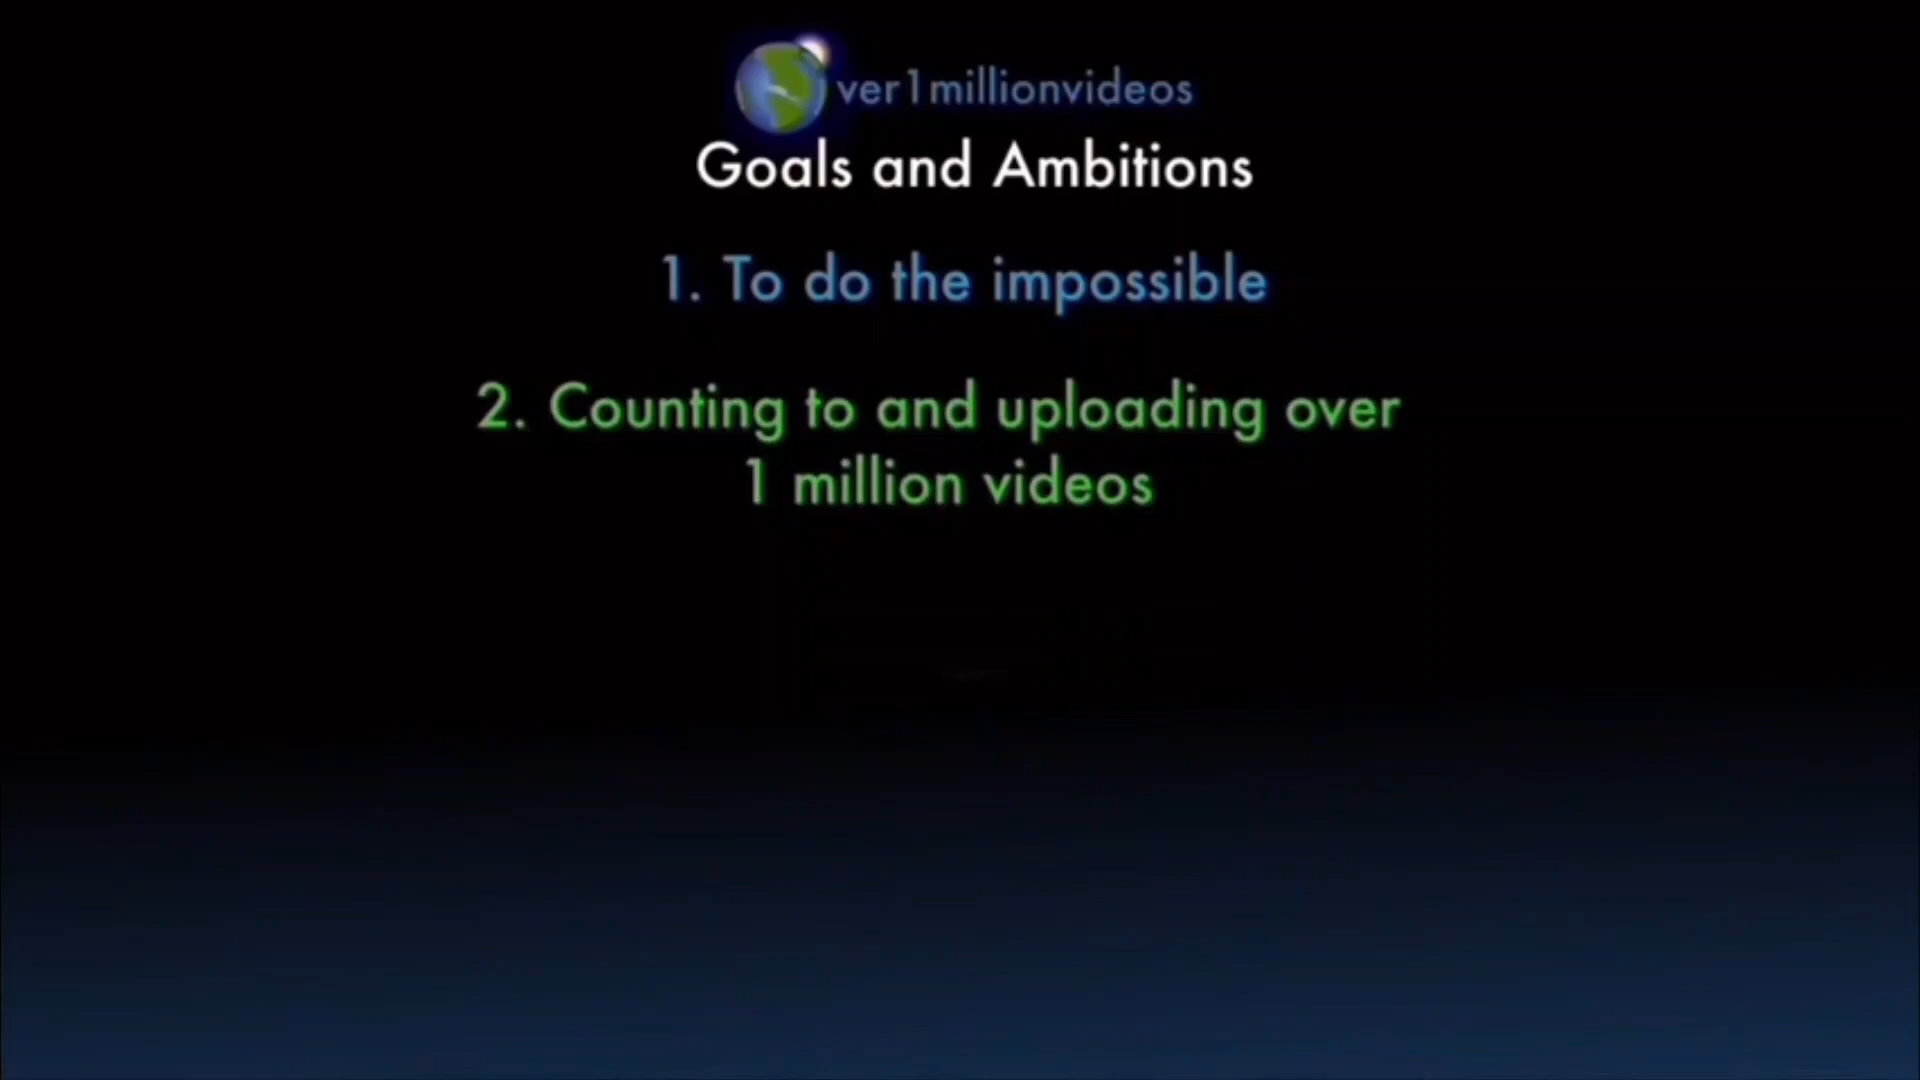 ver1millionvideos
Goals and Ambitions
1. To do the impossible
2. Counting to and uploading over
1 million videos